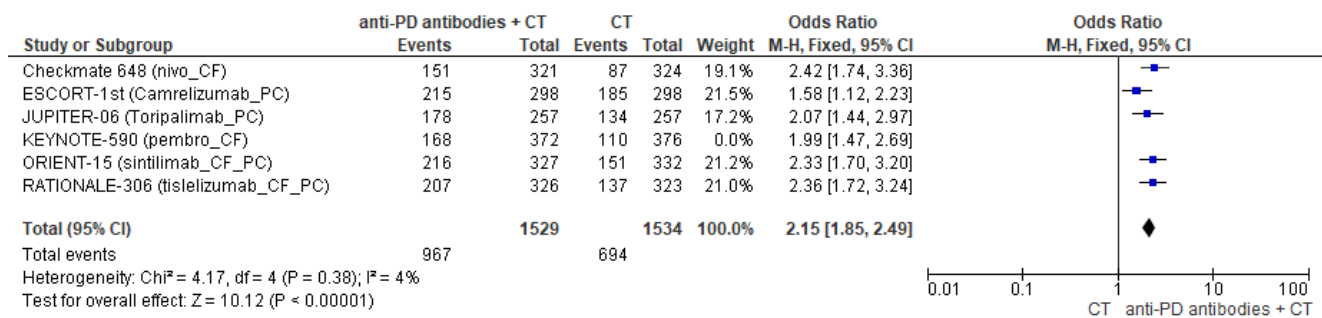 anti-PD antibodies + CT CT Odds Ratio Odds Ratio
Study or Subgroup Events Total Events Total Weight M-H, Fixed, 95% CI M-H, Fixed, 95% CI
Checkmate 648 (nivo_CF) 151 321 87 324 19.1% 2.42 [1.74, 3.36]
ESCORT-1st (Camrelizumab_PC) 215 298 185 298 21.5% 1.58 [1.12, 2.23]
JUPITER-06 (Toripalimab_PC) 178 257 134 257 17.2% 2.07 [1.44, 2.97]
KEYNOTE-590 (pembro_CF) 168 372 110 376 0.0% 1.99 [1.47, 2.69]
ORIENT-15 (sintilimab_CF_PC) 216 327 151 332 21.2% 2.33 [1.70, 3.20]
RATIONALE-306 (tislelizumab_CF_PC) 207 326 137 323 21.0% 2.36 [1.72, 3.24]
Total (95% CI) 1529 1534 100.0% 2.15 [1.85, 2.49]
Total events 967 694
Heterogeneity: Chi² = 4.17, df = 4 (P = 0.38); I² = 4%
Test for overall effect: Z = 10.12 (P < 0.00001)
0.01 0.1 1 10 100
CT anti-PD antibodies + CT